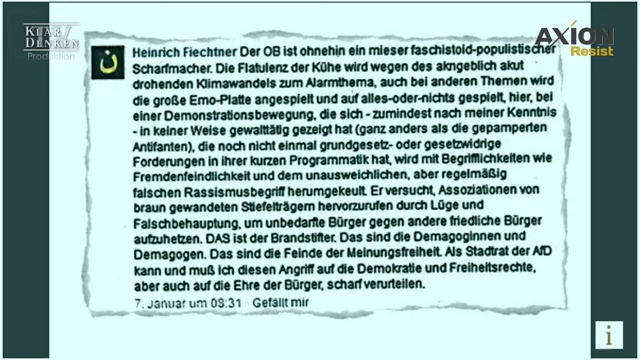 KLAR
DENKEN
Produktion
AXION
Resist
Heinrich Fiechtner Der OB ist ohnehin ein mieser faschistoid-populistischer
Scharfmacher. Die Flatulenz der Kühe wird wegen des akngeblich akut
drohenden Klimawandels zum Alarmthema, auch bei anderen Themen wird
die große Emo-Platte angespielt und auf alles-oder-nichts gespielt, hier, bei
einer Demonstrationsbewegung, die sich - zumindest nach meiner Kenntnis
- in keiner Weise gewalttätig gezeigt hat (ganz anders als die gepamperten
Antifanten), die noch nicht einmal grundgesetz- oder gesetzwidrige
Forderungen in ihrer kurzen Programmatik hat, wird mit Begrifflichkeiten wie
Fremdenfeindlichkeit und dem unausweichlichen, aber regelmäßig
falschen Rassismusbegriff herumgekeult. Er versucht, Assoziationen von
braun gewandeten Stiefelträgern hervorzurufen durch Lüge und
Falschbehauptung, um unbedarfte Bürger gegen andere friedliche Bürger
aufzuhetzen. DAS ist der Brandstifter. Das sind die Demagoginnen und
Demagogen. Das sind die Feinde der Meinungsfreiheit. Als Stadtrat der AfD
kann und muß ich diesen Angriff auf die Demokratie und Freiheitsrechte,
aber auch auf die Ehre der Bürger, scharf verurteilen.
7. Januar um 08:31 · Gefällt mir
ن
i